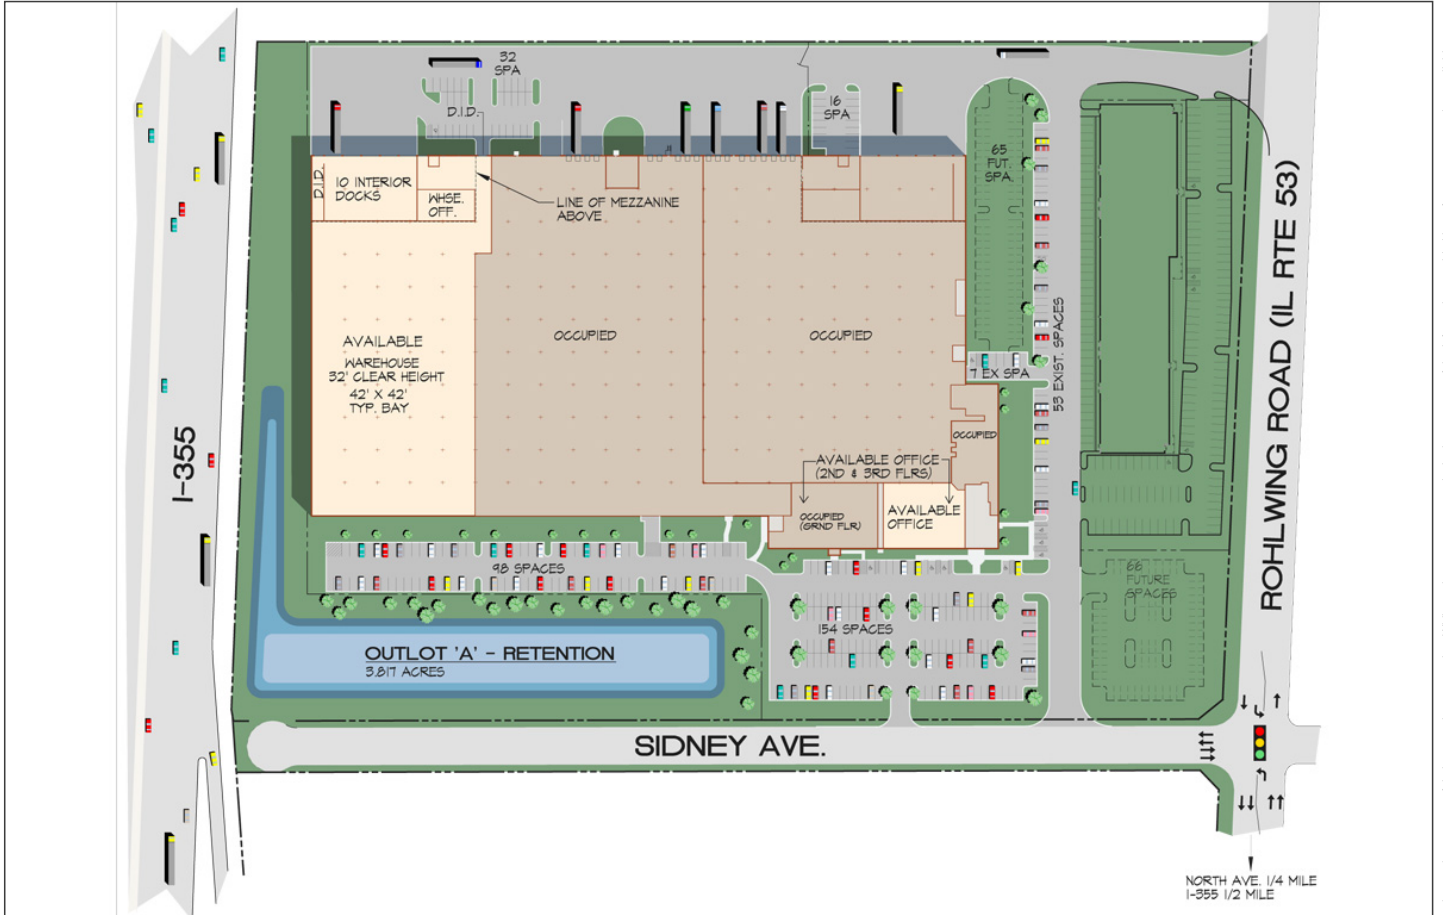 32
SPA
D.I.D.
16
SPA
65
FUT.
SPA.
D.I.D.
10 INTERIOR
DOCKS
WHSE.
OFF.
LINE OF MEZZANINE
ABOVE
AVAILABLE
WAREHOUSE
32' CLEAR HEIGHT
42' X 42'
TYP. BAY
OCCUPIED
OCCUPIED
7 EX SPA
53 EXIST. SPACES
OCCUPIED
AVAILABLE OFFICE
(2ND & 3RD FLRS)
OCCUPIED
(GRND FLR)
AVAILABLE
OFFICE
I-355
ROHLWING ROAD (IL RTE 53)
98 SPACES
154 SPACES
66
FUTURE
SPACES
OUTLOT 'A' - RETENTION
3.817 ACRES
SIDNEY AVE.
NORTH AVE. 1/4 MILE
I-355 1/2 MILE